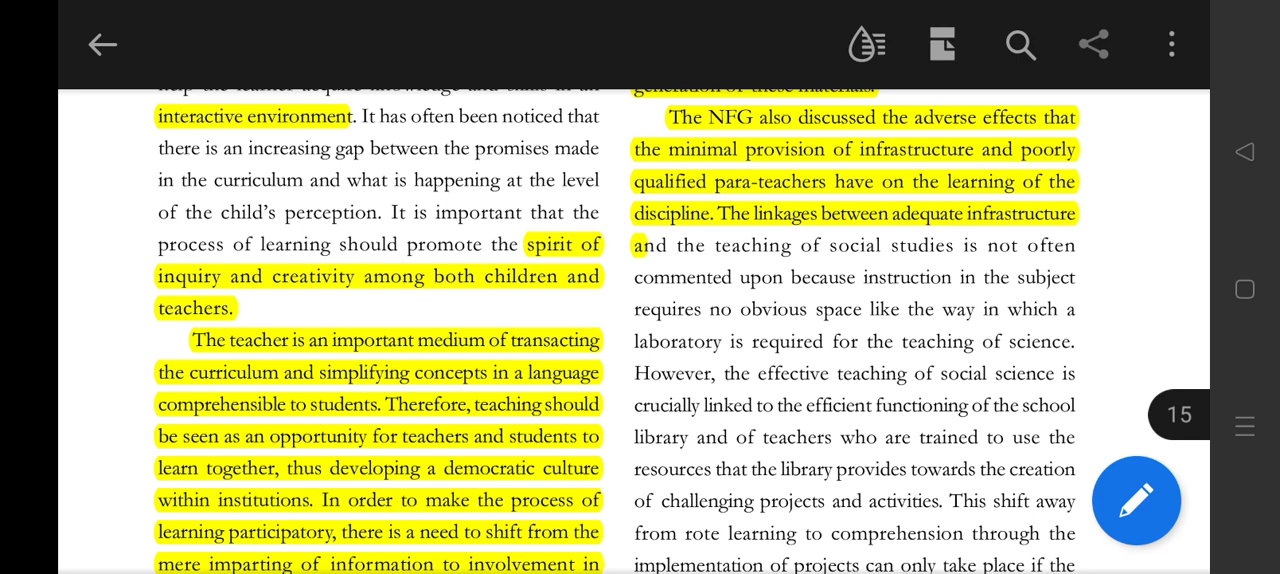 interactive environment. It has often been noticed that
there is an increasing gap between the promises made
in the curriculum and what is happening at the level
of the child's perception. It is important that the
process of learning should promote the spirit of
inquiry and creativity among both children and
teachers.
The teacher is an important medium of transacting
the curriculum and simplifying concepts in a language
comprehensible to students. Therefore, teaching should
be seen as an opportunity for teachers and students to
learn together, thus developing a democratic culture
within institutions. In order to make the process of
learning participatory, there is a need to shift from the
mere imparting of information to involvement in
generation of these materials.
The NFG also discussed the adverse effects that
the minimal provision of infrastructure and poorly
qualified para-teachers have on the learning of the
discipline. The linkages between adequate infrastructure
and the teaching of social studies is not often
commented upon because instruction in the subject
requires no obvious space like the way in which a
laboratory is required for the teaching of science.
However, the effective teaching of social science is
crucially linked to the efficient functioning of the school
library and of teachers who are trained to use the
resources that the library provides towards the creation
of challenging projects and activities. This shift away
from rote learning to comprehension through the
implementation of projects can only take place if the
15